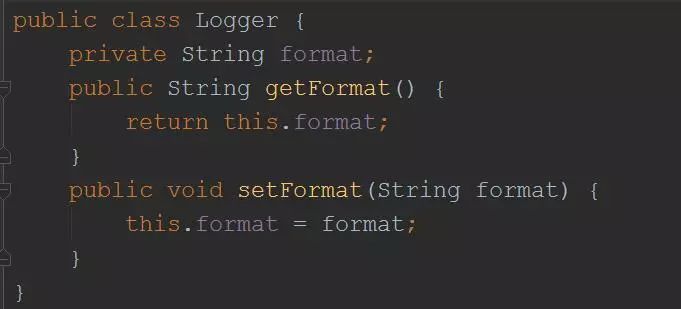 public class Logger {
    private String format;
    public String getFormat() {
        return this.format;
    }
    public void setFormat(String format) {
        this.format = format;
    }
}